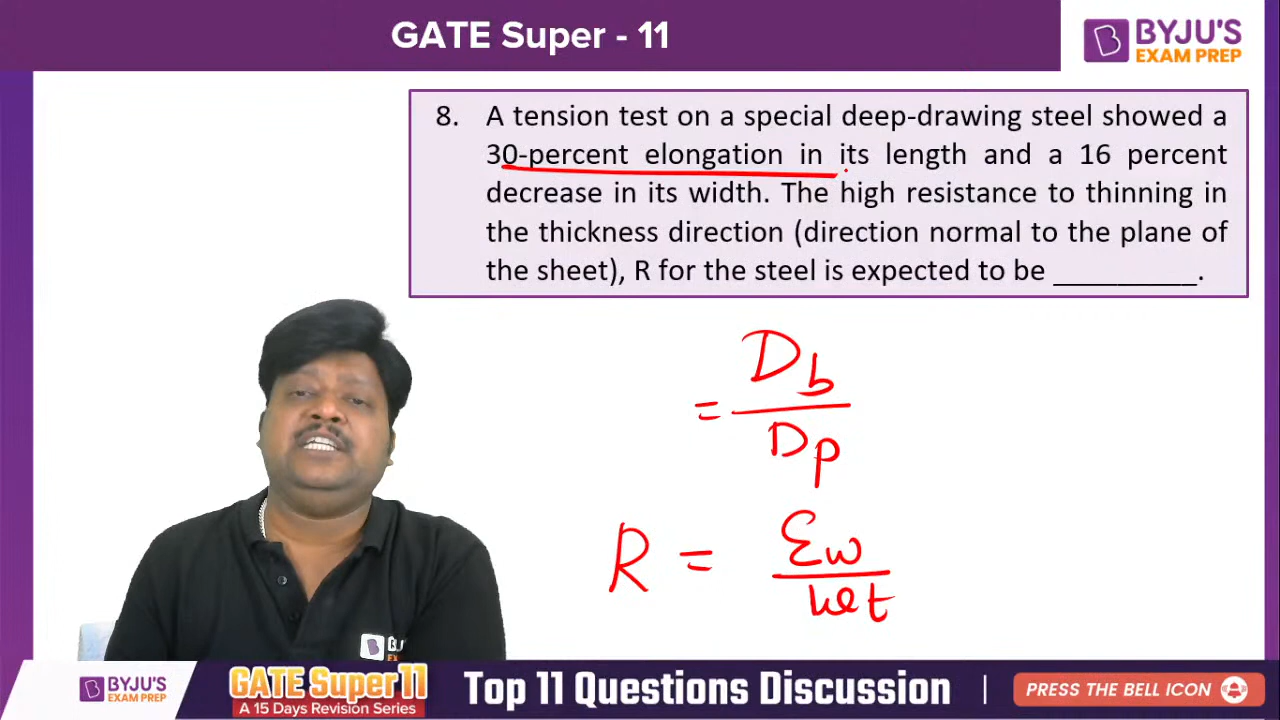 GATE Super - 11
BYJU'S
EXAM PREP
8. A tension test on a special deep-drawing steel showed a
30-percent elongation in its length and a 16 percent
decrease in its width. The high resistance to thinning in
the thickness direction (direction normal to the plane of
the sheet), R for the steel is expected to be __________.
= Db
Dp
R = εw
t
BYJU'S
EXAM PREP
GATE Super 11
A 15 Days Revision Series
Top 11 Questions Discussion
PRESS THE BELL ICON